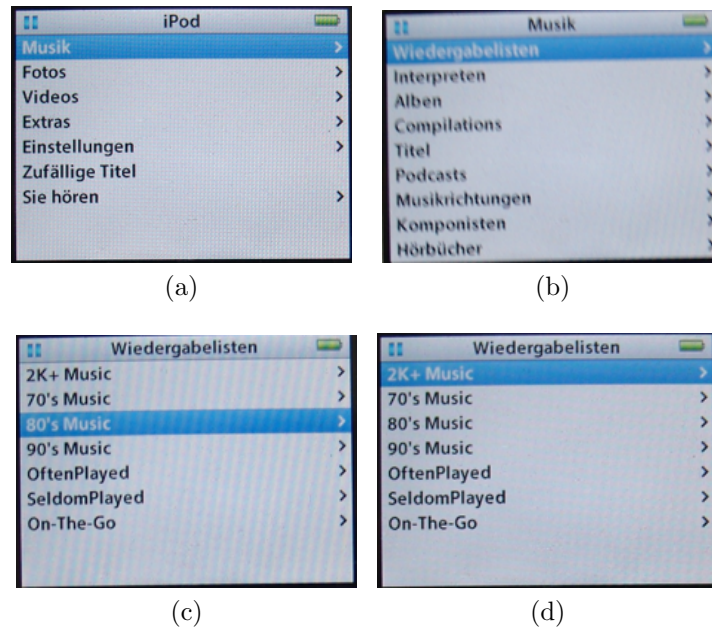 iPod
Musik
Fotos
Videos
Extras
Einstellungen
Zufällige Titel
Sie hören
(a)
Musik
Wiedergabelisten
Interpreten
Alben
Compilations
Titel
Podcasts
Musikrichtungen
Komponisten
Hörbücher
(b)
Wiedergabelisten
2K+ Music
70's Music
80's Music
90's Music
OftenPlayed
SeldomPlayed
On-The-Go
(c)
Wiedergabelisten
2K+ Music
70's Music
80's Music
90's Music
OftenPlayed
SeldomPlayed
On-The-Go
(d)